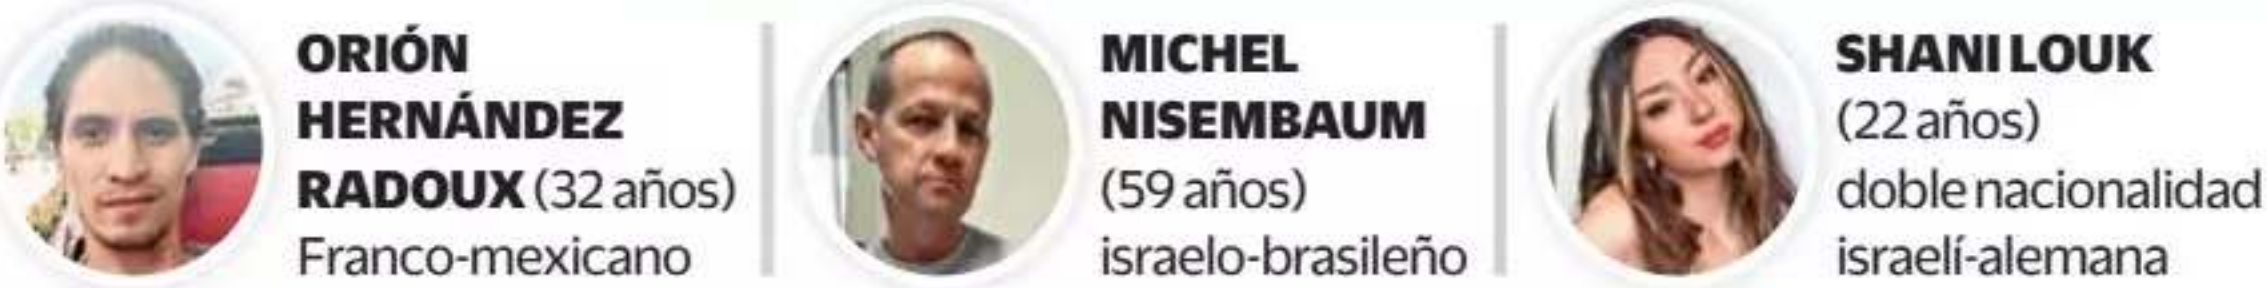 ORIÓN
HERNÁNDEZ
RADOUX (32 años)
Franco-mexicano
MICHEL
NISEMBAUM
(59 años)
israelo-brasileño
SHANI LOUK
(22 años)
doble nacionalidad
israelí-alemana